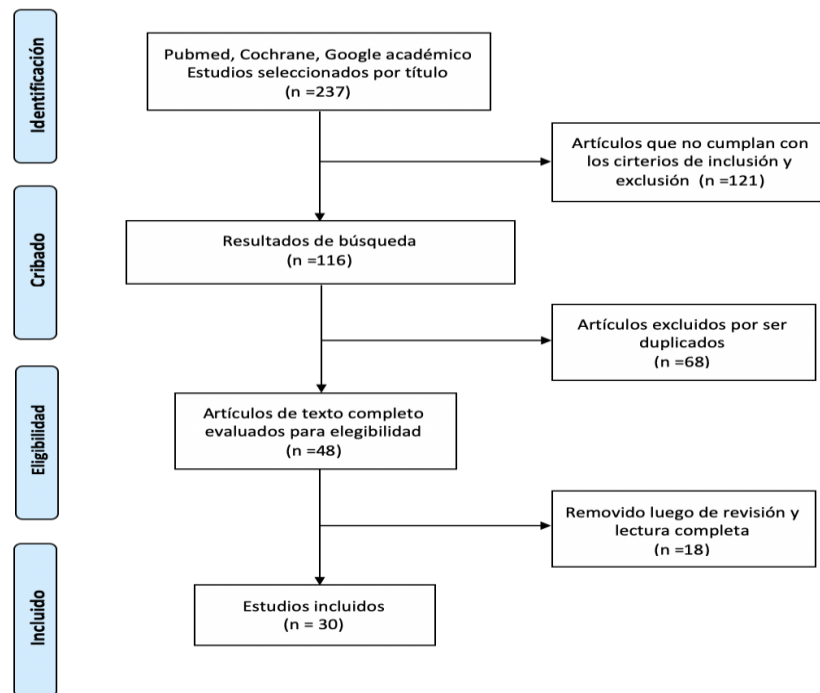 Identificación
Pubmed, Cochrane, Google académico
Estudios seleccionados por título
(n =237)
Artículos que no cumplan con
los cirterios de inclusión y
exclusión (n =121)
Cribado
Resultados de búsqueda
(n =116)
Artículos excluidos por ser
duplicados
(n =68)
Eligibilidad
Artículos de texto completo
evaluados para elegibilidad
(n =48)
Removido luego de revisión y
lectura completa
(n =18)
Incluido
Estudios incluidos
(n = 30)